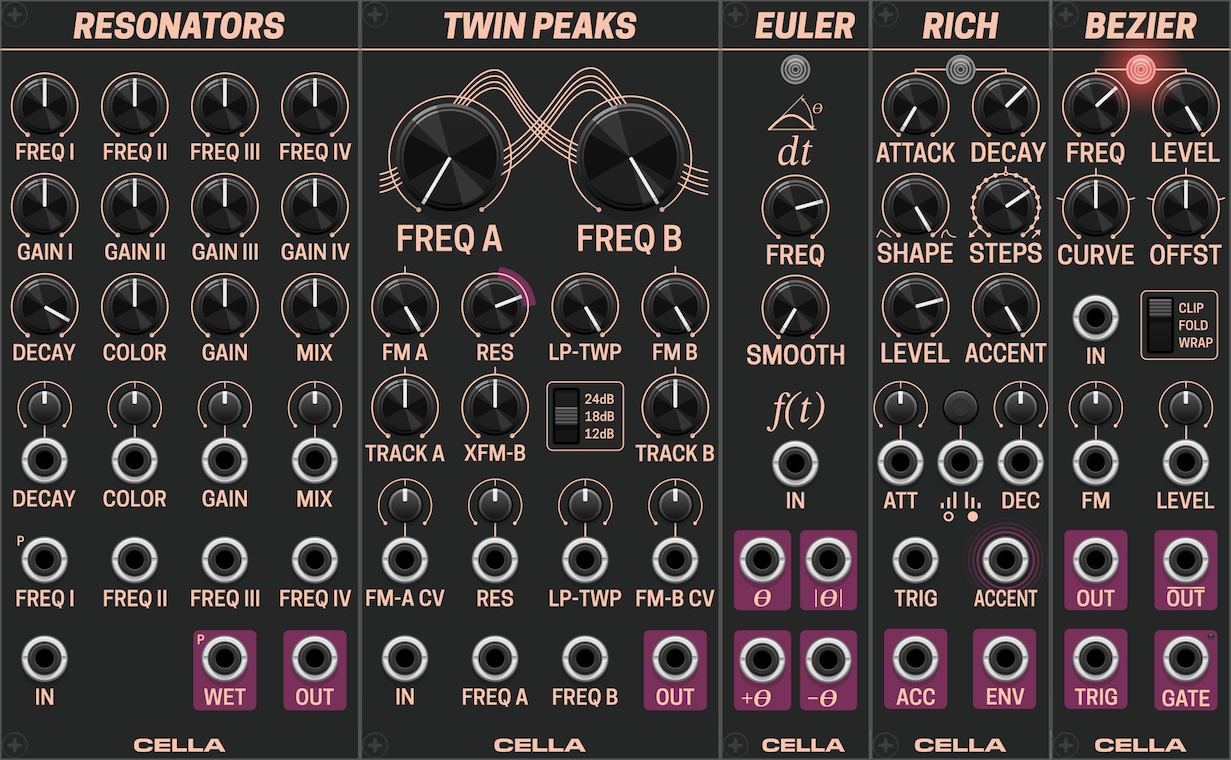 RESONATORS
FREQ I FREQ II FREQ III FREQ IV
GAIN I GAIN II GAIN III GAIN IV
DECAY COLOR GAIN MIX
DECAY COLOR GAIN MIX
P
FREQ I FREQ II FREQ III FREQ IV
P
IN WET OUT
CELLA
TWIN PEAKS
FREQ A FREQ B
FM A RES LP-TWP FM B
24dB
18dB
12dB
TRACK A XFM-B TRACK B
FM-A CV RES LP-TWP FM-B CV
IN FREQ A FREQ B OUT
CELLA
EULER
Θ
dt
FREQ
SMOOTH
f(t)
IN
Θ |Θ|
+Θ -Θ
CELLA
RICH
ATTACK DECAY
SHAPE STEPS
LEVEL ACCENT
ATT DEC
TRIG ACCENT
ACC ENV
CELLA
BEZIER
FREQ LEVEL
CURVE OFFST
CLIP
FOLD
WRAP
IN
FM LEVEL
OUT OUT
TRIG GATE
CELLA